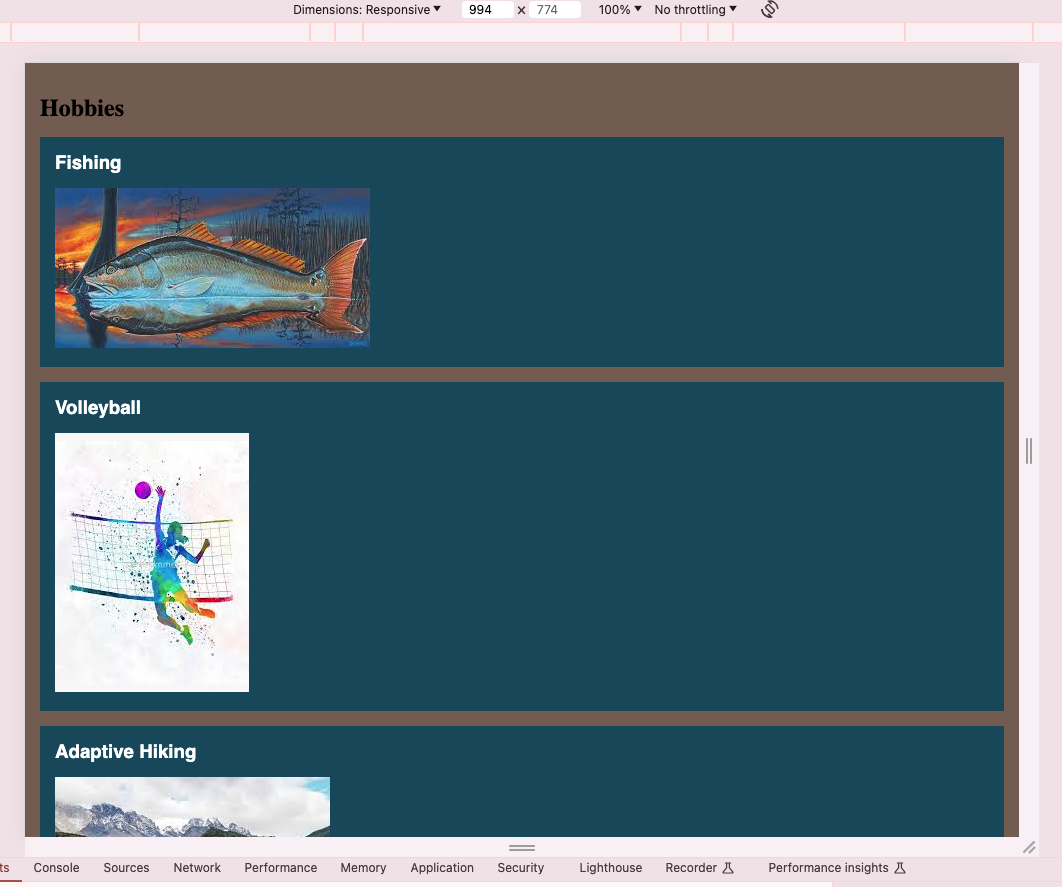 Dimensions: Responsive ▼ 994 × 774 100% ▼ No throttling ▼
Hobbies
Fishing
Volleyball
Adaptive Hiking
ts Console Sources Network Performance Memory Application Security Lighthouse Recorder Performance insights